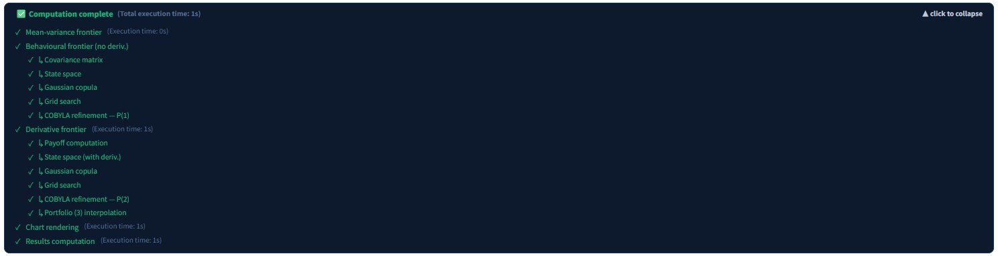 ✅ Computation complete (Total execution time: 1s) ▲ click to collapse
✓ Mean-variance frontier (Execution time: 0s)
✓ Behavioural frontier (no deriv.)
✓ ↳ Covariance matrix
✓ ↳ State space
✓ ↳ Gaussian copula
✓ ↳ Grid search
✓ ↳ COBYLA refinement — P(1)
✓ Derivative frontier (Execution time: 1s)
✓ ↳ Payoff computation
✓ ↳ State space (with deriv.)
✓ ↳ Gaussian copula
✓ ↳ Grid search
✓ ↳ COBYLA refinement — P(2)
✓ ↳ Portfolio (3) interpolation
✓ Chart rendering (Execution time: 1s)
✓ Results computation (Execution time: 1s)